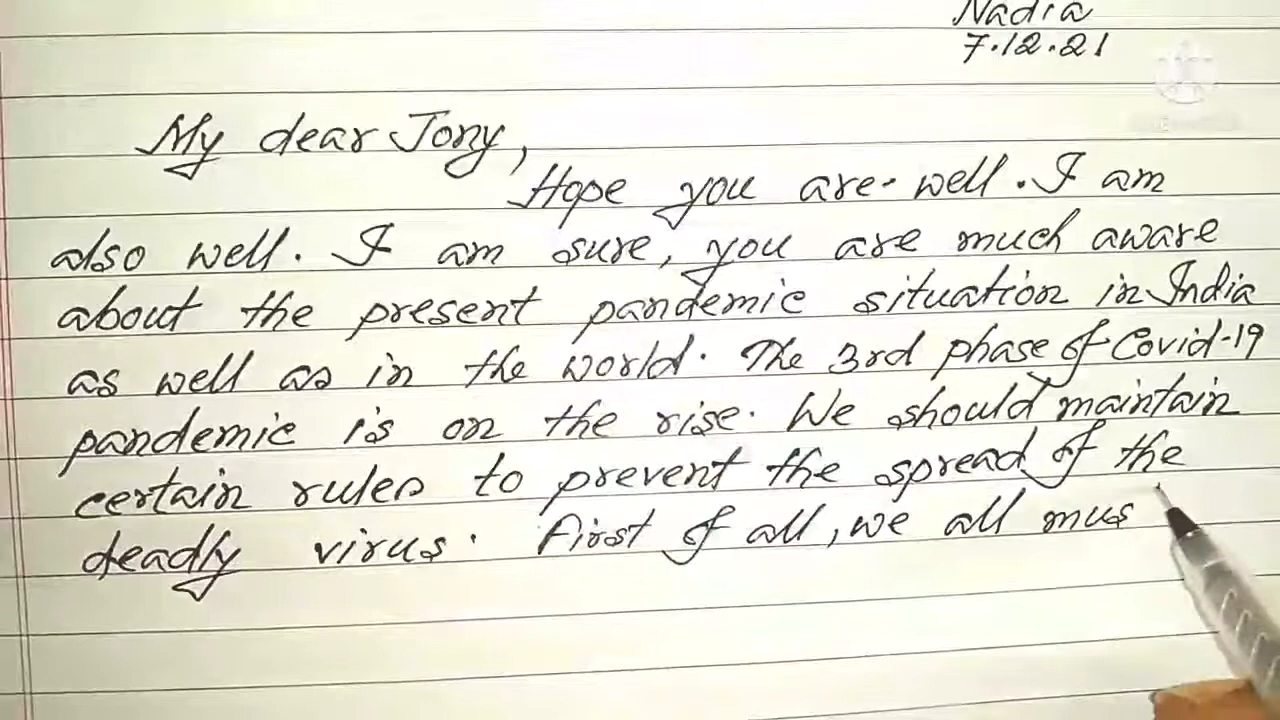 Nadia
7.12.21
My dear Jony,
Hope you are well. I am
also well. I am sure, you are much aware
about the present pandemic situation in India
as well as in the world. The 3rd phase of Covid-19
pandemic is on the rise. We should maintain
certain rules to prevent the spread of the
deadly virus. First of all, we all mus